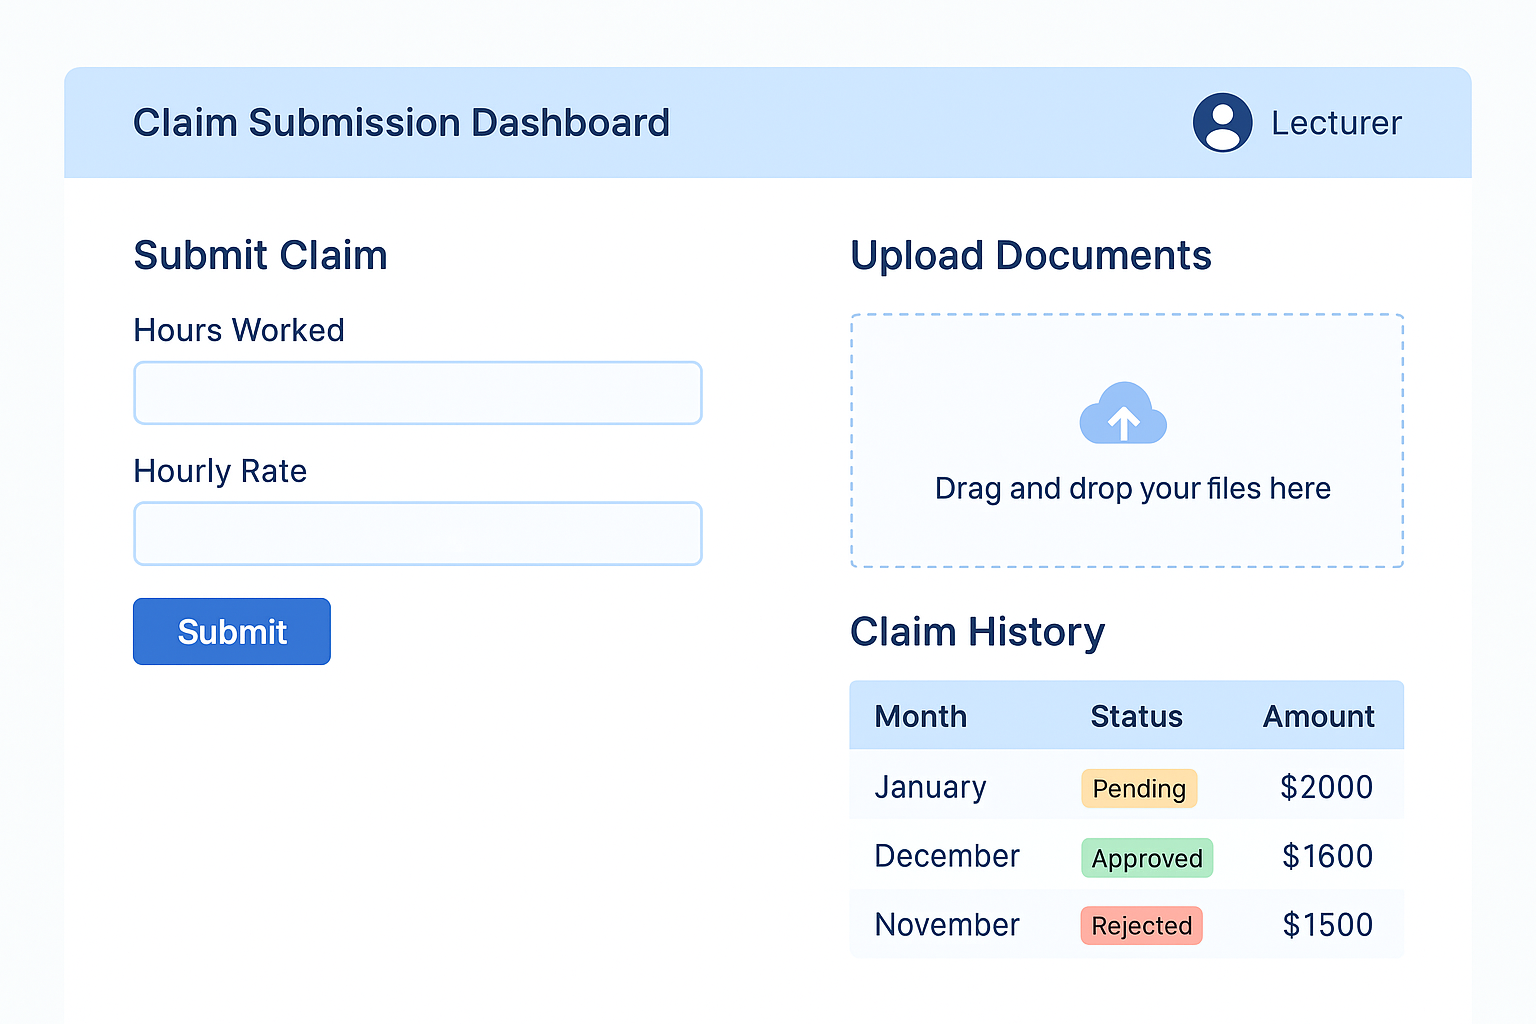 Claim Submission Dashboard
Lecturer
Submit Claim
Hours Worked
Hourly Rate
Submit
Upload Documents
Drag and drop your files here
Claim History
Month Status Amount
January Pending $2000
December Approved $1600
November Rejected $1500